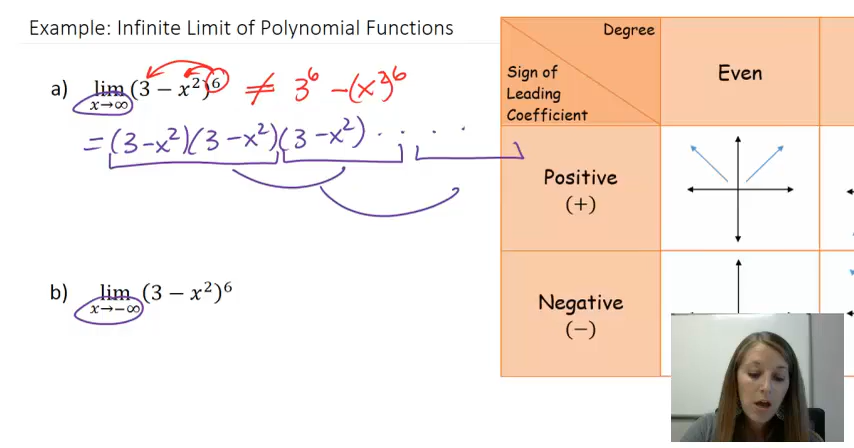 Example: Infinite Limit of Polynomial Functions
a) lim x→∞ (3 − x²)⁶ ≠ 3⁶ − (x²)⁶
= (3−x²)(3−x²)(3−x²) · · · ·
b) lim x→−∞ (3 − x²)⁶
Degree
Sign of
Leading
Coefficient
Even
Positive
(+)
Negative
(−)